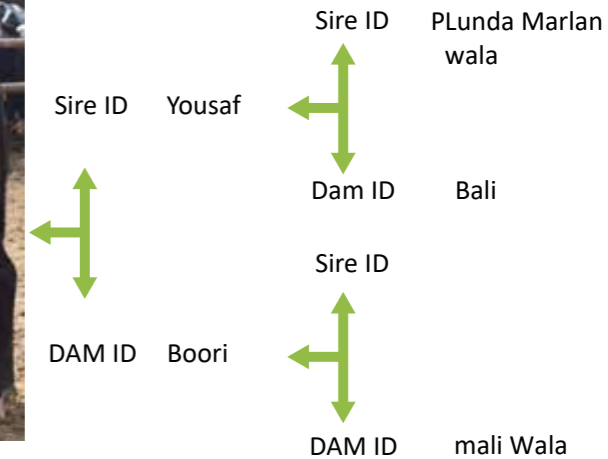 Sire ID PLunda Marlan
wala
Sire ID Yousaf
Dam ID Bali
Sire ID
DAM ID Boori
DAM ID mali Wala